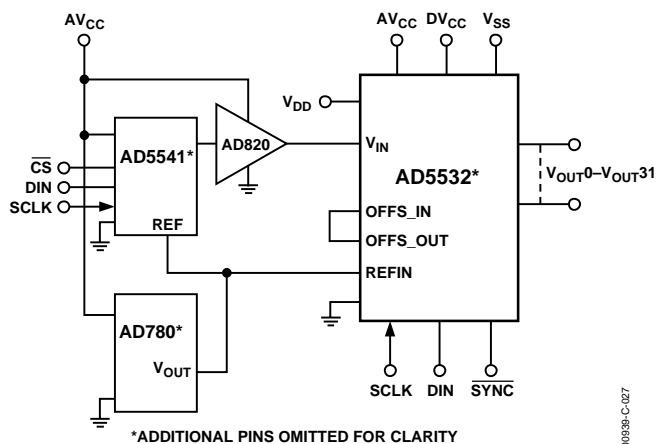 AVCC
AVCC
DVCC
VSS
VDD
AD820
VIN
AD5541*
CS
DIN
SCLK
REF
AD5532*
VOUT0–VOUT31
OFFS_IN
OFFS_OUT
REFIN
AD780*
VOUT
SCLK
DIN
SYNC
*ADDITIONAL PINS OMITTED FOR CLARITY
00939-C-027